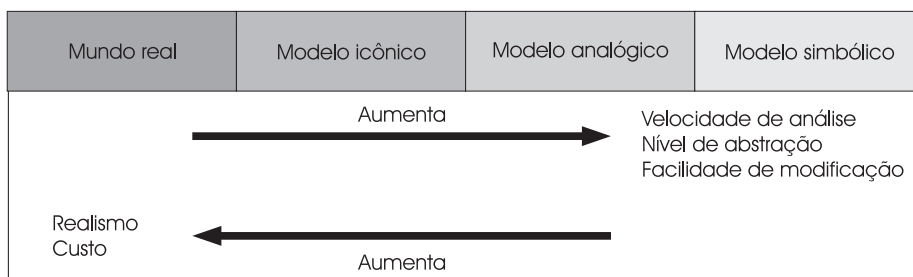 Mundo real
Modelo icônico
Modelo analógico
Modelo simbólico
Aumenta
Velocidade de análise
Nível de abstração
Facilidade de modificação
Realismo
Custo
Aumenta